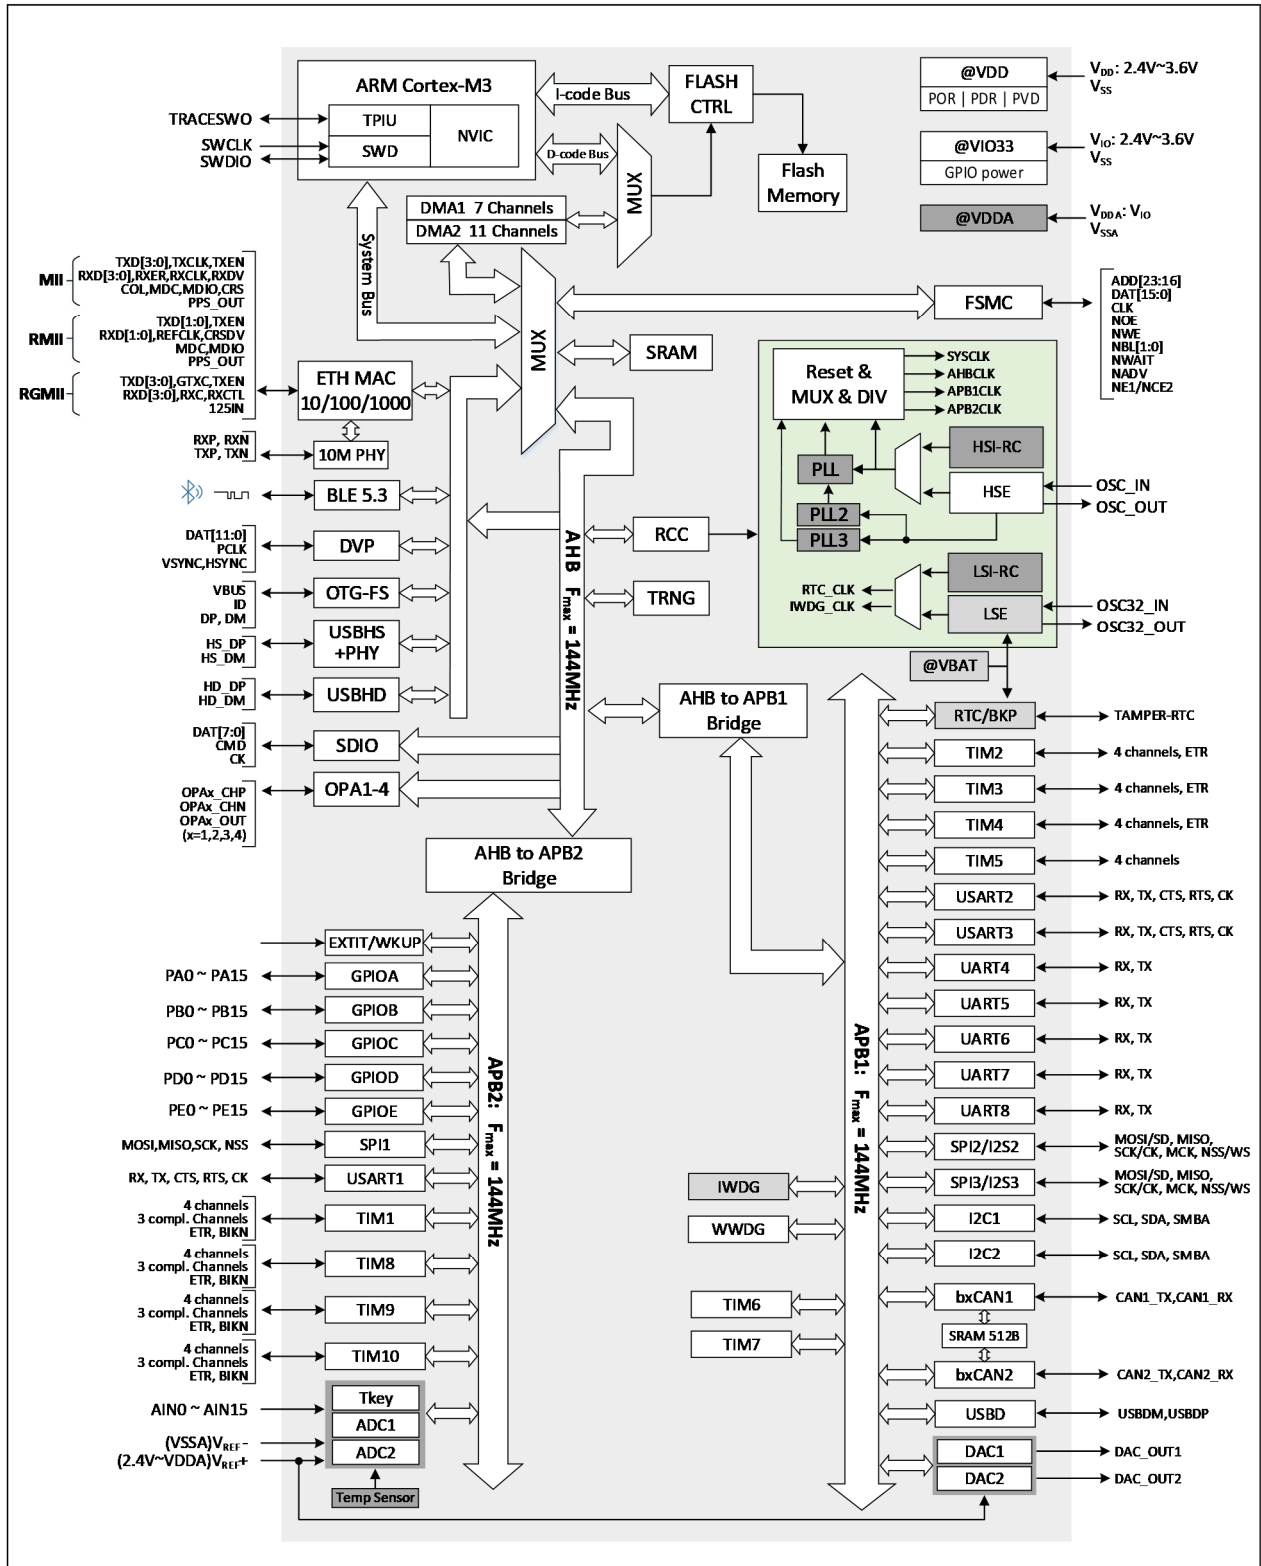 ARM Cortex-M3
TPIU
SWD
NVIC
TRACESWO
SWCLK
SWDIO
I-code Bus
D-code Bus
FLASH
CTRL
MUX
Flash
Memory
@VDD
POR | PDR | PVD
VDD: 2.4V~3.6V
VSS
@VIO33
GPIO power
VIO: 2.4V~3.6V
VSS
@VDDA
VDDA: VIO
VSSA
DMA1 7 Channels
DMA2 11 Channels
System Bus
MUX
FSMC
ADD[23:16]
DAT[15:0]
CLK
NOE
NWE
NBL[1:0]
NWAIT
NADV
NE1/NCE2
SRAM
MII
TXD[3:0],TXCLK,TXEN
RXD[3:0],RXER,RXCLK,RXDV
COL,MDC,MDIO,CRS
PPS_OUT
RMII
TXD[1:0],TXEN
RXD[1:0],REFCLK,CRSDV
MDC,MDIO
PPS_OUT
RGMII
TXD[3:0],GTXC,TXEN
RXD[3:0],RXC,RXCTL
125IN
ETH MAC
10/100/1000
RXP, RXN
TXP, TXN
10M PHY
BLE 5.3
DAT[11:0]
PCLK
VSYNC,HSYNC
DVP
VBUS
ID
DP, DM
OTG-FS
HS_DP
HS_DM
USBHS
+PHY
HD_DP
HD_DM
USBHD
DAT[7:0]
CMD
CK
SDIO
OPAx_CHP
OPAx_CHN
OPAx_OUT
(x=1,2,3,4)
OPA1-4
AHB Fmax = 144MHz
RCC
TRNG
Reset &
MUX & DIV
SYSCLK
AHBCLK
APB1CLK
APB2CLK
HSI-RC
PLL
HSE
OSC_IN
OSC_OUT
PLL2
PLL3
LSI-RC
RTC_CLK
IWDG_CLK
LSE
OSC32_IN
OSC32_OUT
@VBAT
AHB to APB1
Bridge
AHB to APB2
Bridge
RTC/BKP
TAMPER-RTC
TIM2
4 channels, ETR
TIM3
4 channels, ETR
TIM4
4 channels, ETR
TIM5
4 channels
USART2
RX, TX, CTS, RTS, CK
USART3
RX, TX, CTS, RTS, CK
UART4
RX, TX
UART5
RX, TX
UART6
RX, TX
UART7
RX, TX
UART8
RX, TX
SPI2/I2S2
MOSI/SD, MISO,
SCK/CK, MCK, NSS/WS
SPI3/I2S3
MOSI/SD, MISO,
SCK/CK, MCK, NSS/WS
I2C1
SCL, SDA, SMBA
I2C2
SCL, SDA, SMBA
bxCAN1
CAN1_TX,CAN1_RX
SRAM 512B
bxCAN2
CAN2_TX,CAN2_RX
USBD
USBDM,USBDP
DAC1
DAC_OUT1
DAC2
DAC_OUT2
APB1: Fmax = 144MHz
IWDG
WWDG
TIM6
TIM7
APB2: Fmax = 144MHz
EXTIT/WKUP
PA0 ~ PA15
GPIOA
PB0 ~ PB15
GPIOB
PC0 ~ PC15
GPIOC
PD0 ~ PD15
GPIOD
PE0 ~ PE15
GPIOE
MOSI,MISO,SCK, NSS
SPI1
RX, TX, CTS, RTS, CK
USART1
4 channels
3 compl. Channels
ETR, BIKN
TIM1
4 channels
3 compl. Channels
ETR, BIKN
TIM8
4 channels
3 compl. Channels
ETR, BIKN
TIM9
4 channels
3 compl. Channels
ETR, BIKN
TIM10
Tkey
AIN0 ~ AIN15
ADC1
(VSSA)VREF-
ADC2
(2.4V~VDDA)VREF+
Temp Sensor